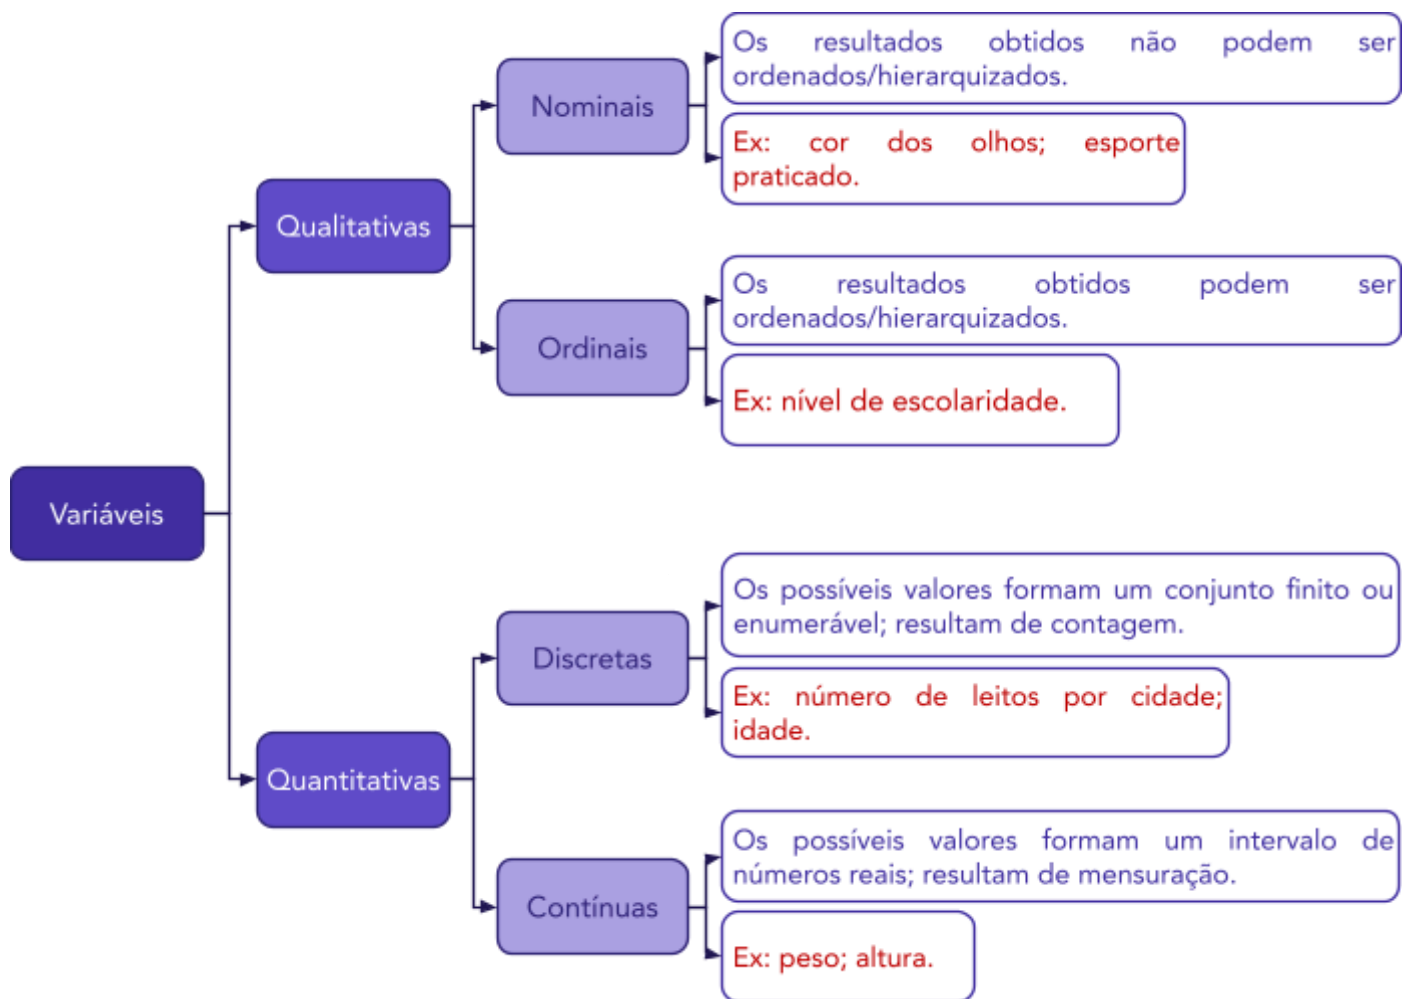 Variáveis
Qualitativas
Nominais
Os resultados obtidos não podem ser
ordenados/hierarquizados.
Ex: cor dos olhos; esporte
praticado.
Ordinais
Os resultados obtidos podem ser
ordenados/hierarquizados.
Ex: nível de escolaridade.
Quantitativas
Discretas
Os possíveis valores formam um conjunto finito ou
enumerável; resultam de contagem.
Ex: número de leitos por cidade;
idade.
Contínuas
Os possíveis valores formam um intervalo de
números reais; resultam de mensuração.
Ex: peso; altura.